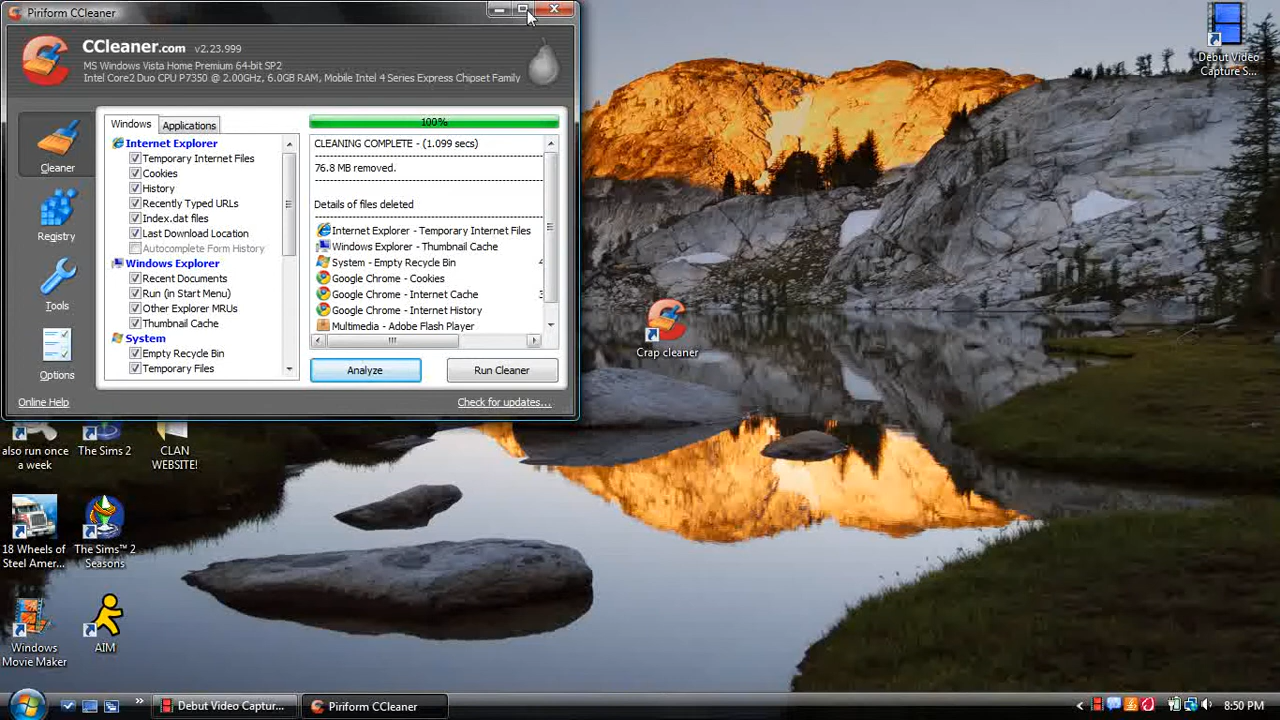 Piriform CCleaner
CCleaner.com v2.23.999
MS Windows Vista Home Premium 64-bit SP2
Intel Core2 Duo CPU P7350 @ 2.00GHz, 6.0GB RAM, Mobile Intel 4 Series Express Chipset Family
Cleaner
Registry
Tools
Options
Windows
Applications
Internet Explorer
Temporary Internet Files
Cookies
History
Recently Typed URLs
Index.dat files
Last Download Location
Autocomplete Form History
Windows Explorer
Recent Documents
Run (in Start Menu)
Other Explorer MRUs
Thumbnail Cache
System
Empty Recycle Bin
Temporary Files
100%
CLEANING COMPLETE - (1.099 secs)
76.8 MB removed.
Details of files deleted
Internet Explorer - Temporary Internet Files
Windows Explorer - Thumbnail Cache
System - Empty Recycle Bin
Google Chrome - Cookies
Google Chrome - Internet Cache
Google Chrome - Internet History
Multimedia - Adobe Flash Player
Analyze
Run Cleaner
Online Help
Check for updates...
Debut Video
Capture S...
Crap cleaner
also run once
a week
The Sims 2
CLAN
WEBSITE!
18 Wheels of
Steel Amer...
The Sims™ 2
Seasons
Windows
Movie Maker
AIM
Debut Video Captur...
Piriform CCleaner
8:50 PM